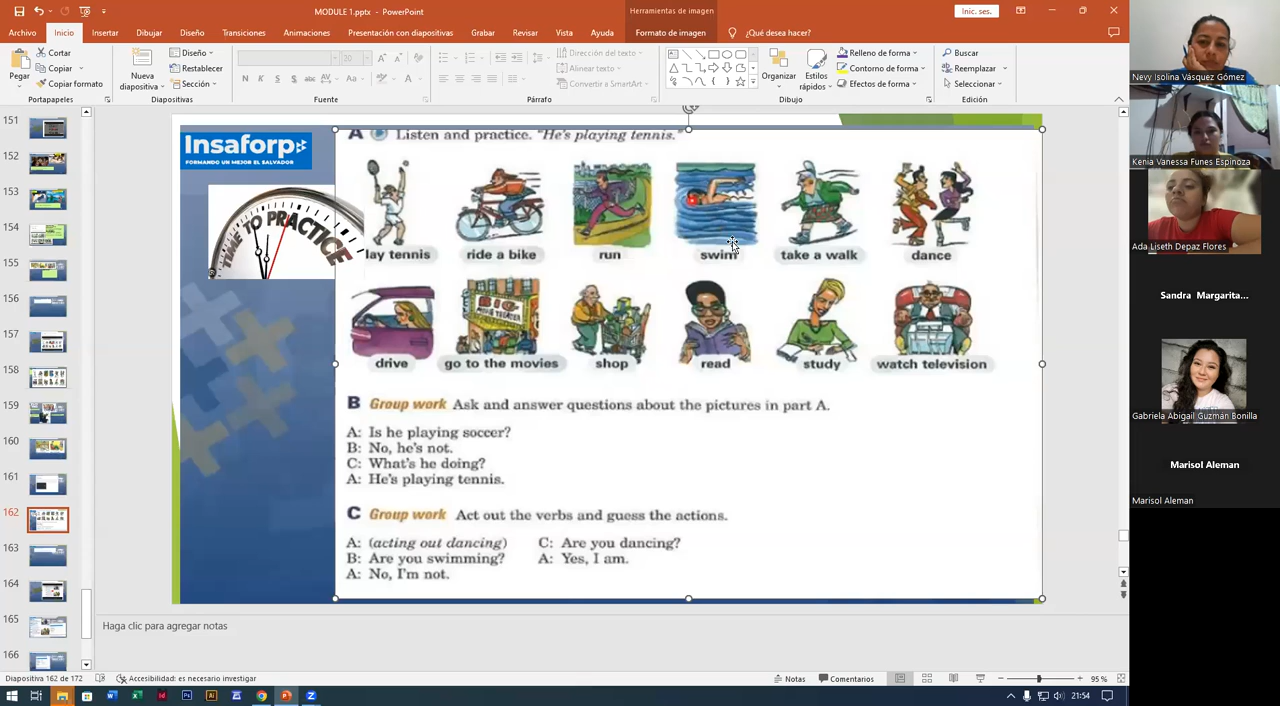 MODULE 1.pptx - PowerPoint
Herramientas de imagen
Inic. ses.
Archivo Inicio Insertar Dibujar Diseño Transiciones Animaciones Presentación con diapositivas Grabar Revisar Vista Ayuda Formato de imagen ¿Qué desea hacer?
Pegar
Cortar
Copiar
Copiar formato
Portapapeles
Nueva diapositiva
Diseño
Restablecer
Sección
Diapositivas
30
N K S S
Aa A
Fuente
Dirección del texto
Alinear texto
Convertir a SmartArt
Párrafo
Organizar
Estilos rápidos
Relleno de forma
Contorno de forma
Efectos de forma
Dibujo
Buscar
Reemplazar
Seleccionar
Edición
151
152
153
154
155
156
157
158
159
160
161
162
163
164
165
166
Insaforp
FORMANDO UN MEJOR EL SALVADOR
TIME TO PRACTICE
A Listen and practice. "He's playing tennis."
lay tennis ride a bike run swim take a walk dance
BIG
drive go to the movies shop read study watch television
B Group work Ask and answer questions about the pictures in part A.
A: Is he playing soccer?
B: No, he's not.
C: What's he doing?
A: He's playing tennis.
C Group work Act out the verbs and guess the actions.
A: (acting out dancing) C: Are you dancing?
B: Are you swimming? A: Yes, I am.
A: No, I'm not.
Haga clic para agregar notas
Diapositiva 162 de 172 Accesibilidad: es necesario investigar Notas Comentarios 95 %
21:54
Nevy Isolina Vásquez Gómez
Kenia Vanessa Funes Espinoza
Ada Liseth Depaz Flores
Sandra Margarita...
Gabriela Abigail Guzmán Bonilla
Marisol Aleman
Marisol Aleman